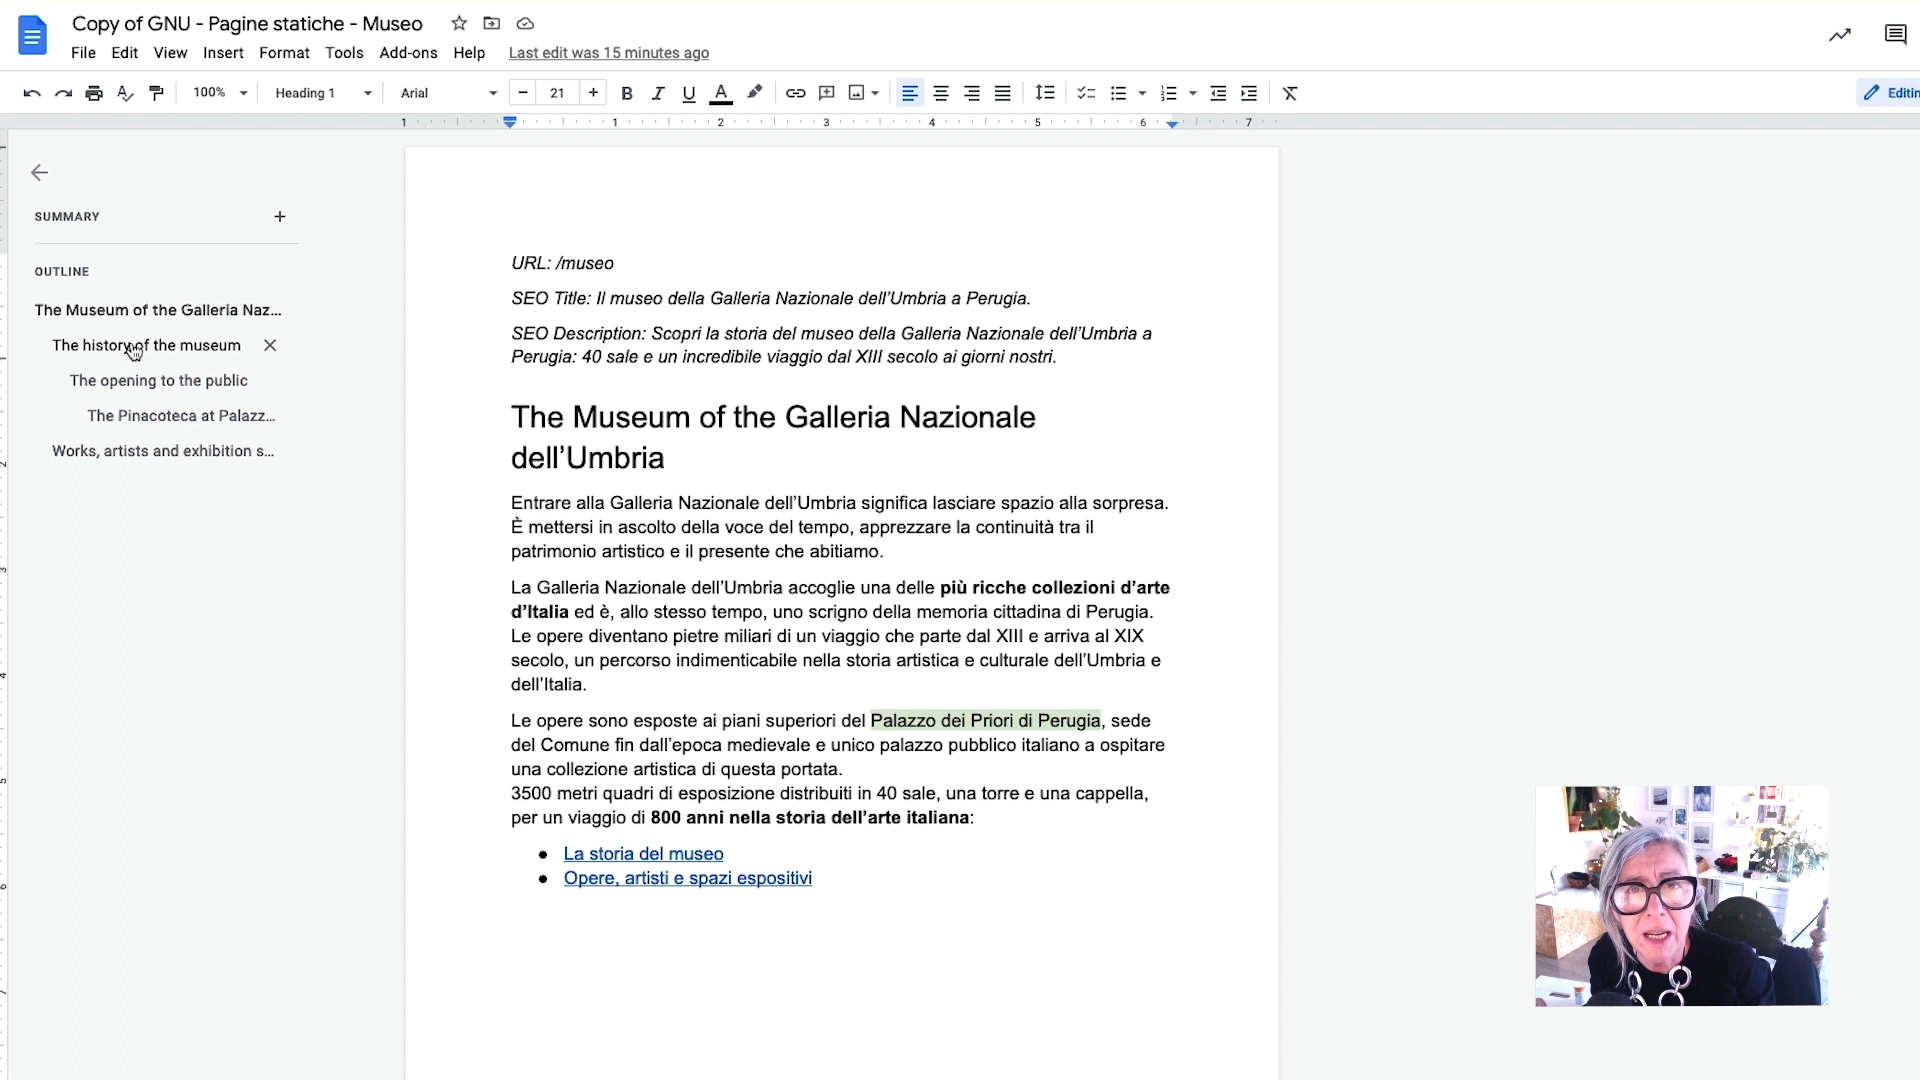 Copy of GNU - Pagine statiche - Museo
File Edit View Insert Format Tools Add-ons Help Last edit was 15 minutes ago
100% Heading 1 Arial 21
1 1 2 3 4 5 6 7
SUMMARY
OUTLINE
The Museum of the Galleria Naz...
The history of the museum
The opening to the public
The Pinacoteca at Palazz...
Works, artists and exhibition s...
URL: /museo
SEO Title: Il museo della Galleria Nazionale dell'Umbria a Perugia.
SEO Description: Scopri la storia del museo della Galleria Nazionale dell'Umbria a
Perugia: 40 sale e un incredibile viaggio dal XIII secolo ai giorni nostri.
The Museum of the Galleria Nazionale
dell'Umbria
Entrare alla Galleria Nazionale dell'Umbria significa lasciare spazio alla sorpresa.
È mettersi in ascolto della voce del tempo, apprezzare la continuità tra il
patrimonio artistico e il presente che abitiamo.
La Galleria Nazionale dell'Umbria accoglie una delle più ricche collezioni d'arte
d'Italia ed è, allo stesso tempo, uno scrigno della memoria cittadina di Perugia.
Le opere diventano pietre miliari di un viaggio che parte dal XIII e arriva al XIX
secolo, un percorso indimenticabile nella storia artistica e culturale dell'Umbria e
dell'Italia.
Le opere sono esposte ai piani superiori del Palazzo dei Priori di Perugia, sede
del Comune fin dall'epoca medievale e unico palazzo pubblico italiano a ospitare
una collezione artistica di questa portata.
3500 metri quadri di esposizione distribuiti in 40 sale, una torre e una cappella,
per un viaggio di 800 anni nella storia dell'arte italiana:
La storia del museo
Opere, artisti e spazi espositivi
Editin